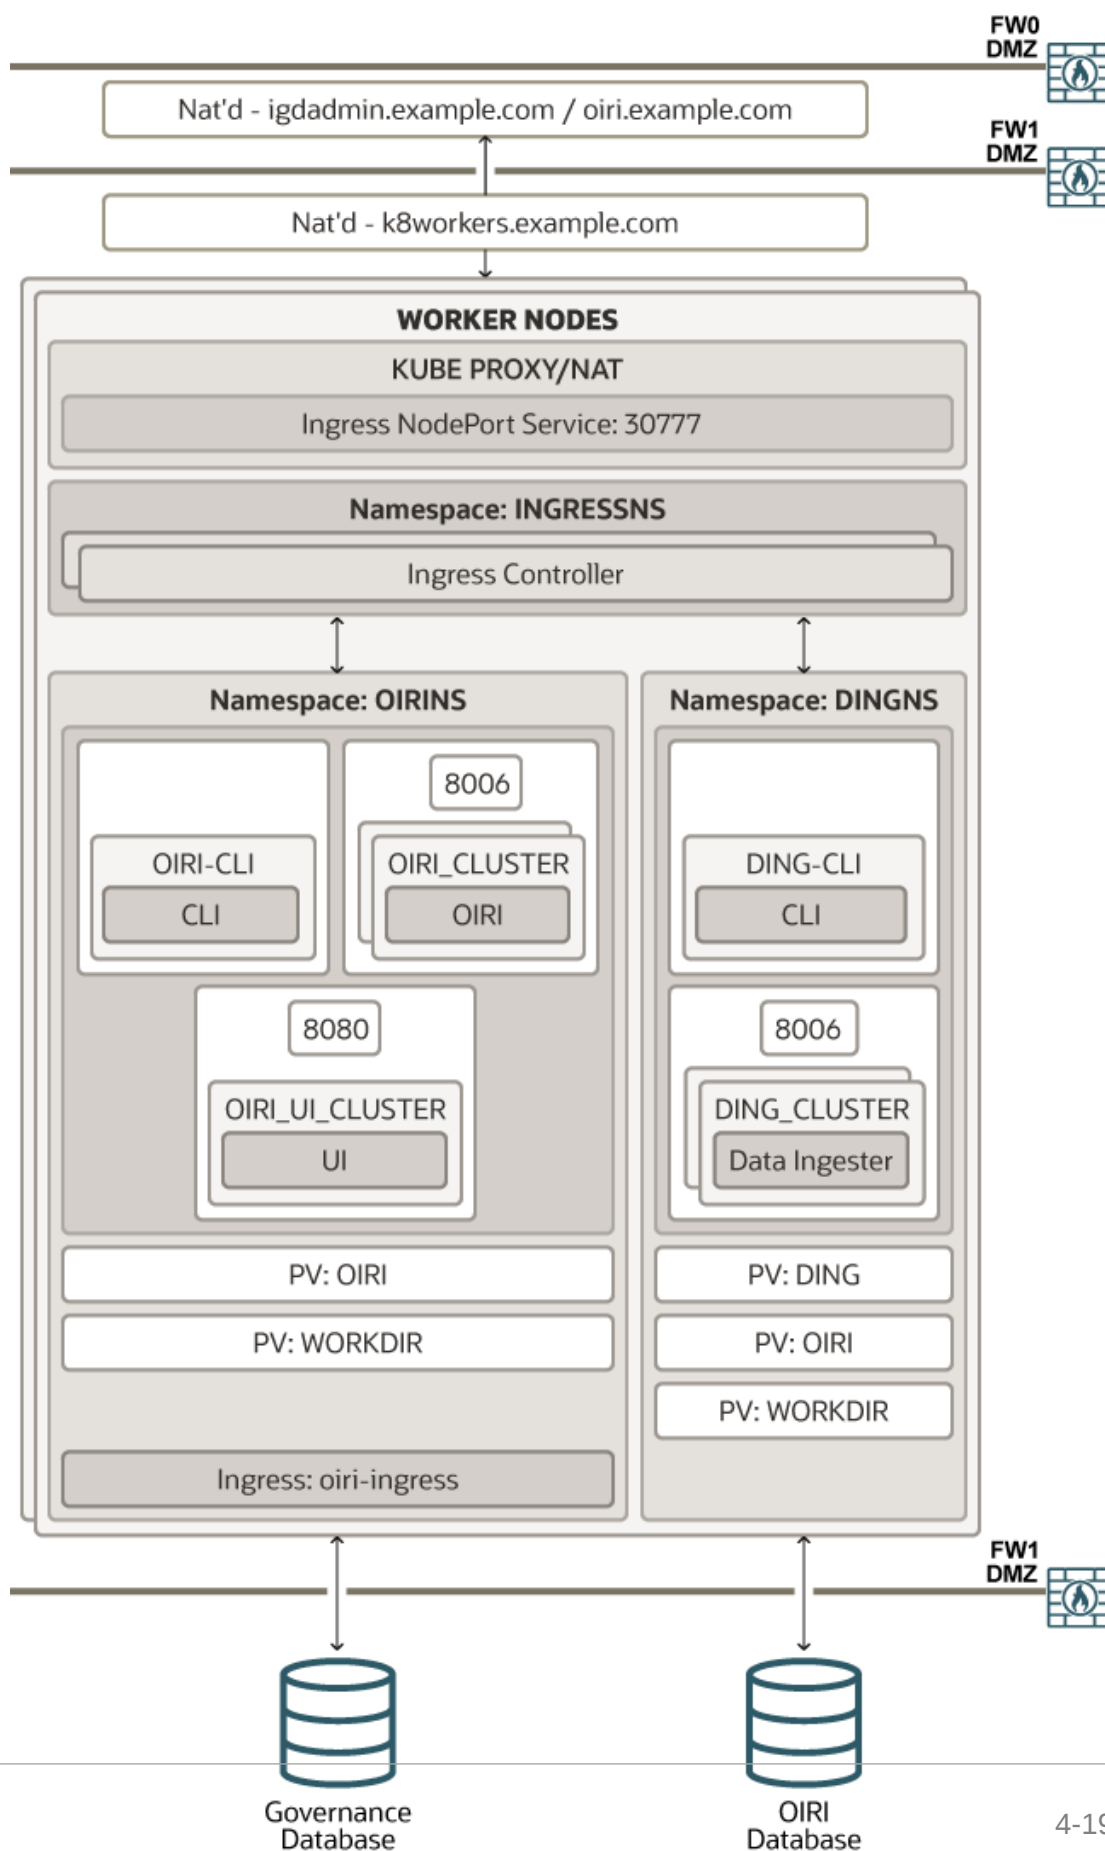 FW0
DMZ
Nat'd - igdadmin.example.com / oiri.example.com
FW1
DMZ
Nat'd - k8workers.example.com
WORKER NODES
KUBE PROXY/NAT
Ingress NodePort Service: 30777
Namespace: INGRESSNS
Ingress Controller
Namespace: OIRINS
8006
OIRI-CLI
CLI
OIRI_CLUSTER
OIRI
8080
OIRI_UI_CLUSTER
UI
PV: OIRI
PV: WORKDIR
Ingress: oiri-ingress
Namespace: DINGNS
DING-CLI
CLI
8006
DING_CLUSTER
Data Ingester
PV: DING
PV: OIRI
PV: WORKDIR
FW1
DMZ
Governance
Database
OIRI
Database
4-19